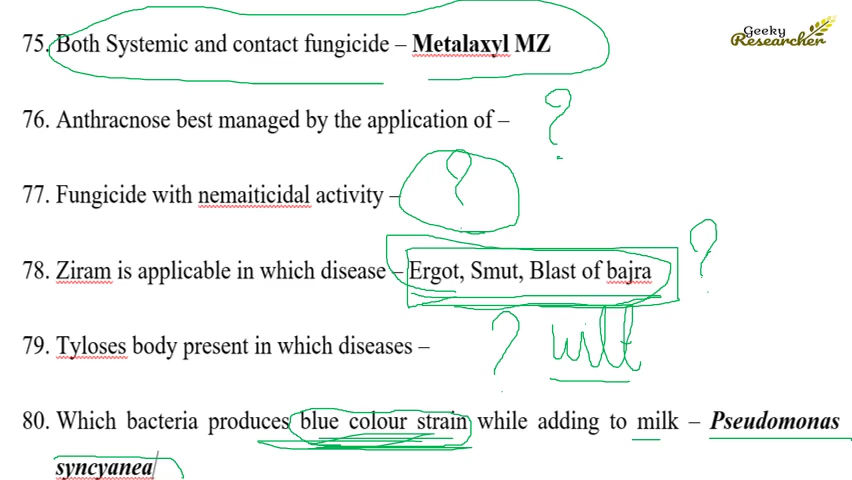 Geeky
Researcher
75. Both Systemic and contact fungicide – Metalaxyl MZ
76. Anthracnose best managed by the application of – ?
77. Fungicide with nemaiticidal activity – ?
78. Ziram is applicable in which disease – Ergot, Smut, Blast of bajra ?
79. Tyloses body present in which diseases – ? wilt
80. Which bacteria produces blue colour strain while adding to milk – Pseudomonas
syncyanea